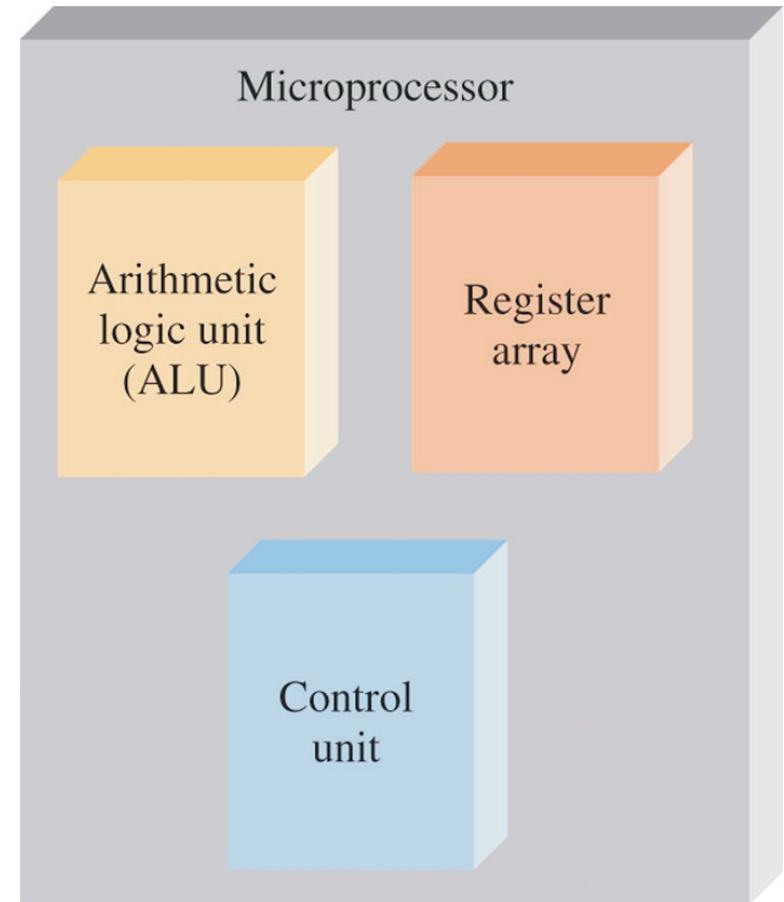 Microprocessor
Arithmetic
logic unit
(ALU)
Register
array
Control
unit